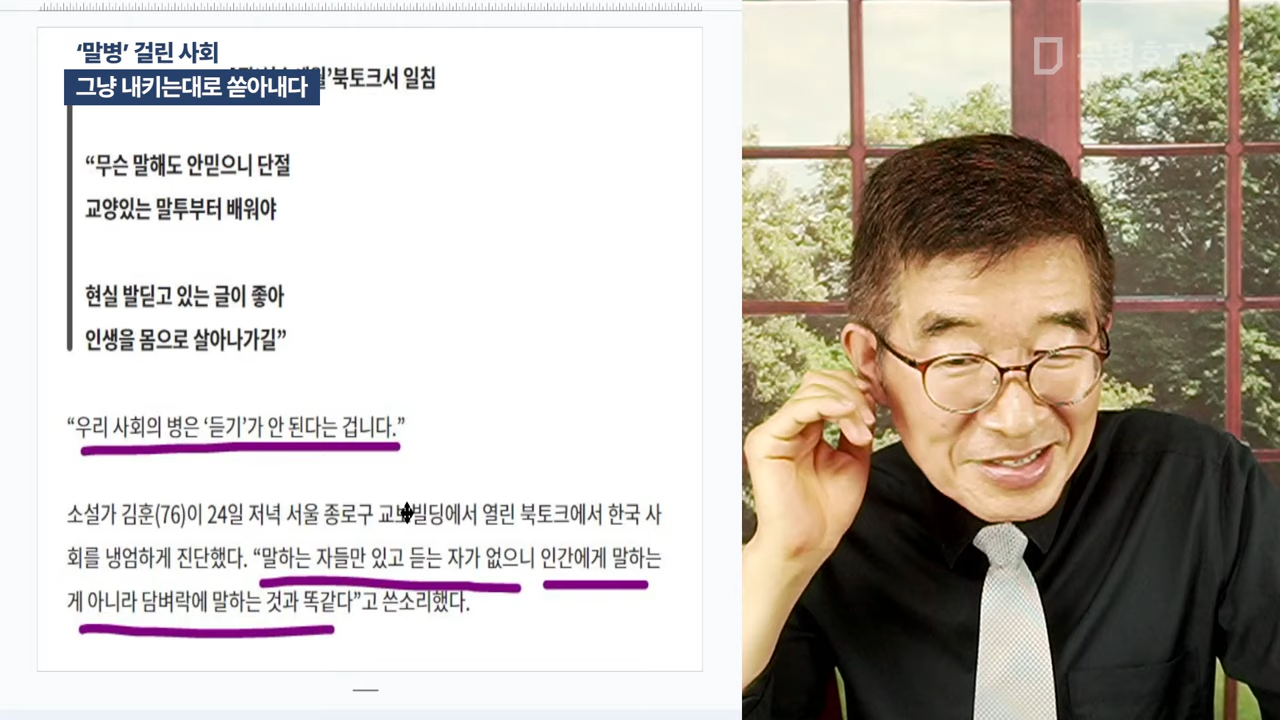 ‘말병’ 걸린 사회
그냥 내키는대로 쏟아내다
북토크서 일침
“무슨 말해도 안믿으니 단절
교양있는 말투부터 배워야
현실 발딛고 있는 글이 좋아
인생을 몸으로 살아나가길”
“우리 사회의 병은 ‘듣기’가 안 된다는 겁니다.”
소설가 김훈(76)이 24일 저녁 서울 종로구 교보빌딩에서 열린 북토크에서 한국 사
회를 냉엄하게 진단했다. “말하는 자들만 있고 듣는 자가 없으니 인간에게 말하는
게 아니라 담벼락에 말하는 것과 똑같다”고 쓴소리했다.